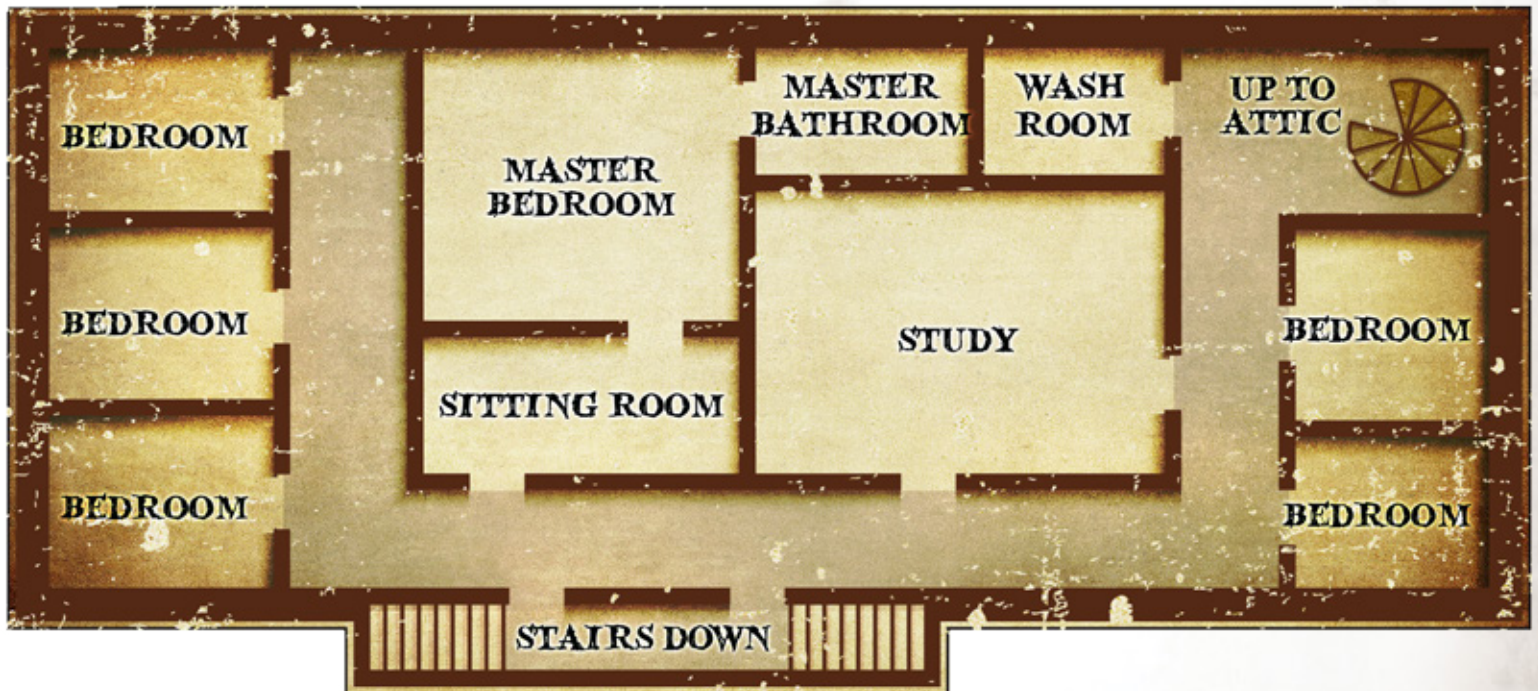 BEDROOM
MASTER
BEDROOM
MASTER
BATHROOM
WASH
ROOM
UP TO
ATTIC
BEDROOM
STUDY
BEDROOM
SITTING ROOM
BEDROOM
BEDROOM
STAIRS DOWN